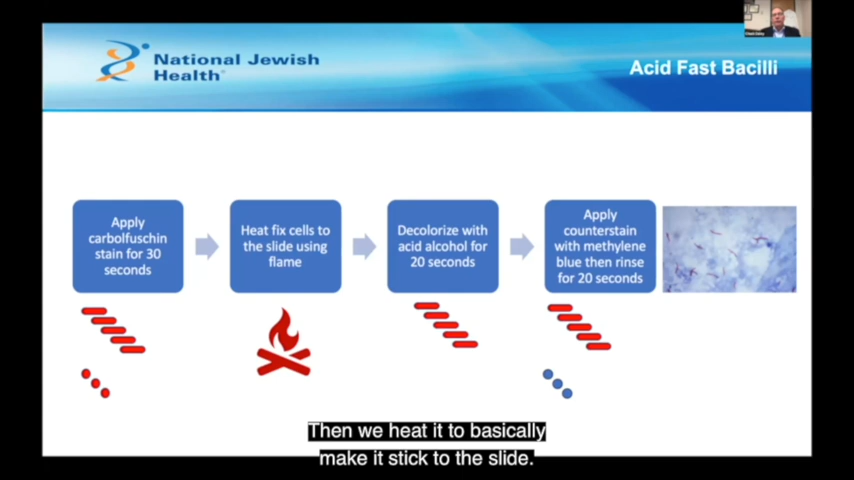 National Jewish
Health®
Acid Fast Bacilli
Apply
carbolfuschin
stain for 30
seconds
Heat fix cells to
the slide using
flame
Decolorize with
acid alcohol for
20 seconds
Apply
counterstain
with methylene
blue then rinse
for 20 seconds
Then we heat it to basically
make it stick to the slide.